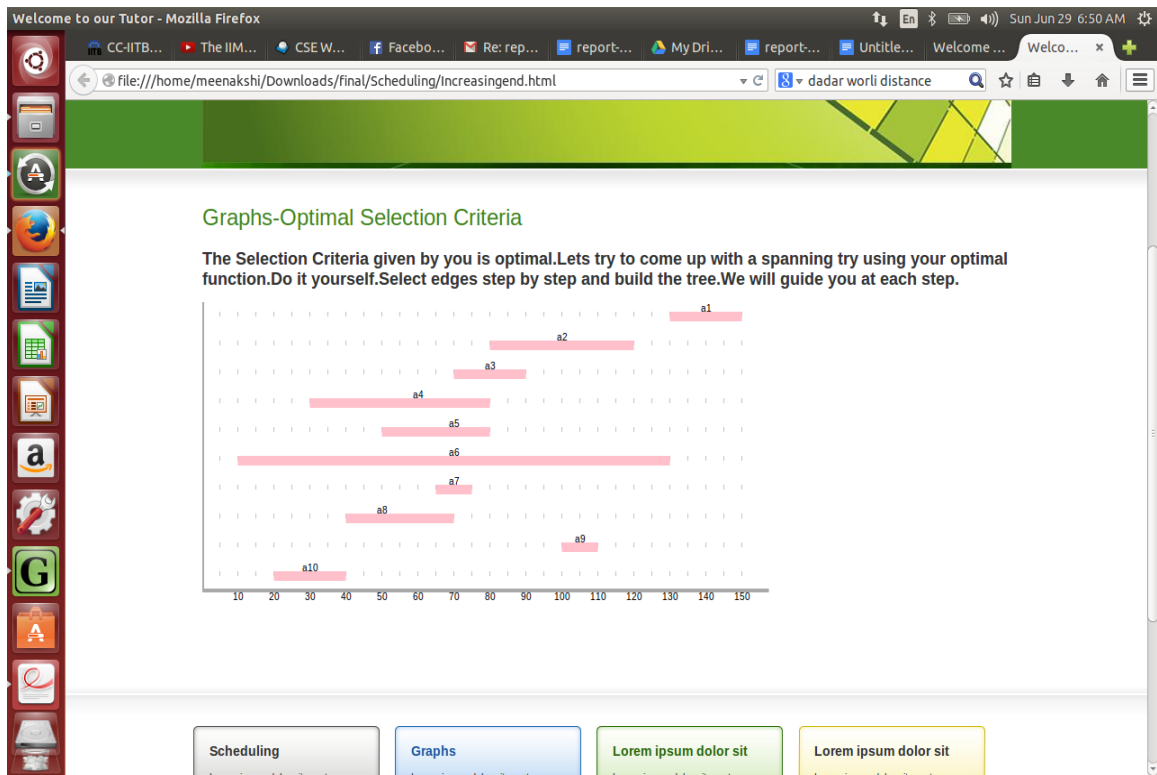 Welcome to our Tutor - Mozilla Firefox
En
Sun Jun 29 6:50 AM
CC-IITB...
The IIM...
CSE W...
Facebo...
Re: rep...
report-...
My Dri...
report-...
Untitle...
Welcome ...
Welco...
file:///home/meenakshi/Downloads/final/Scheduling/Increasingend.html
dadar worli distance
Graphs-Optimal Selection Criteria
The Selection Criteria given by you is optimal.Lets try to come up with a spanning try using your optimal
function.Do it yourself.Select edges step by step and build the tree.We will guide you at each step.
a1
a2
a3
a4
a5
a6
a7
a8
a9
a10
10 20 30 40 50 60 70 80 90 100 110 120 130 140 150
Scheduling
Graphs
Lorem ipsum dolor sit
Lorem ipsum dolor sit